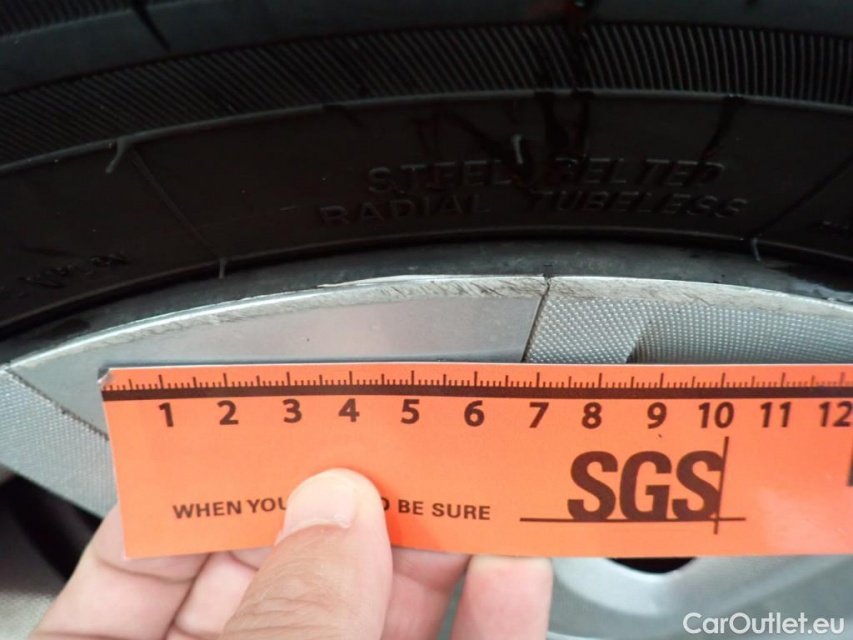 STEEL BELTED
RADIAL TUBELESS
1 2 3 4 5 6 7 8 9 10 11 12
SGS
WHEN YOU BE SURE
CarOutlet.eu